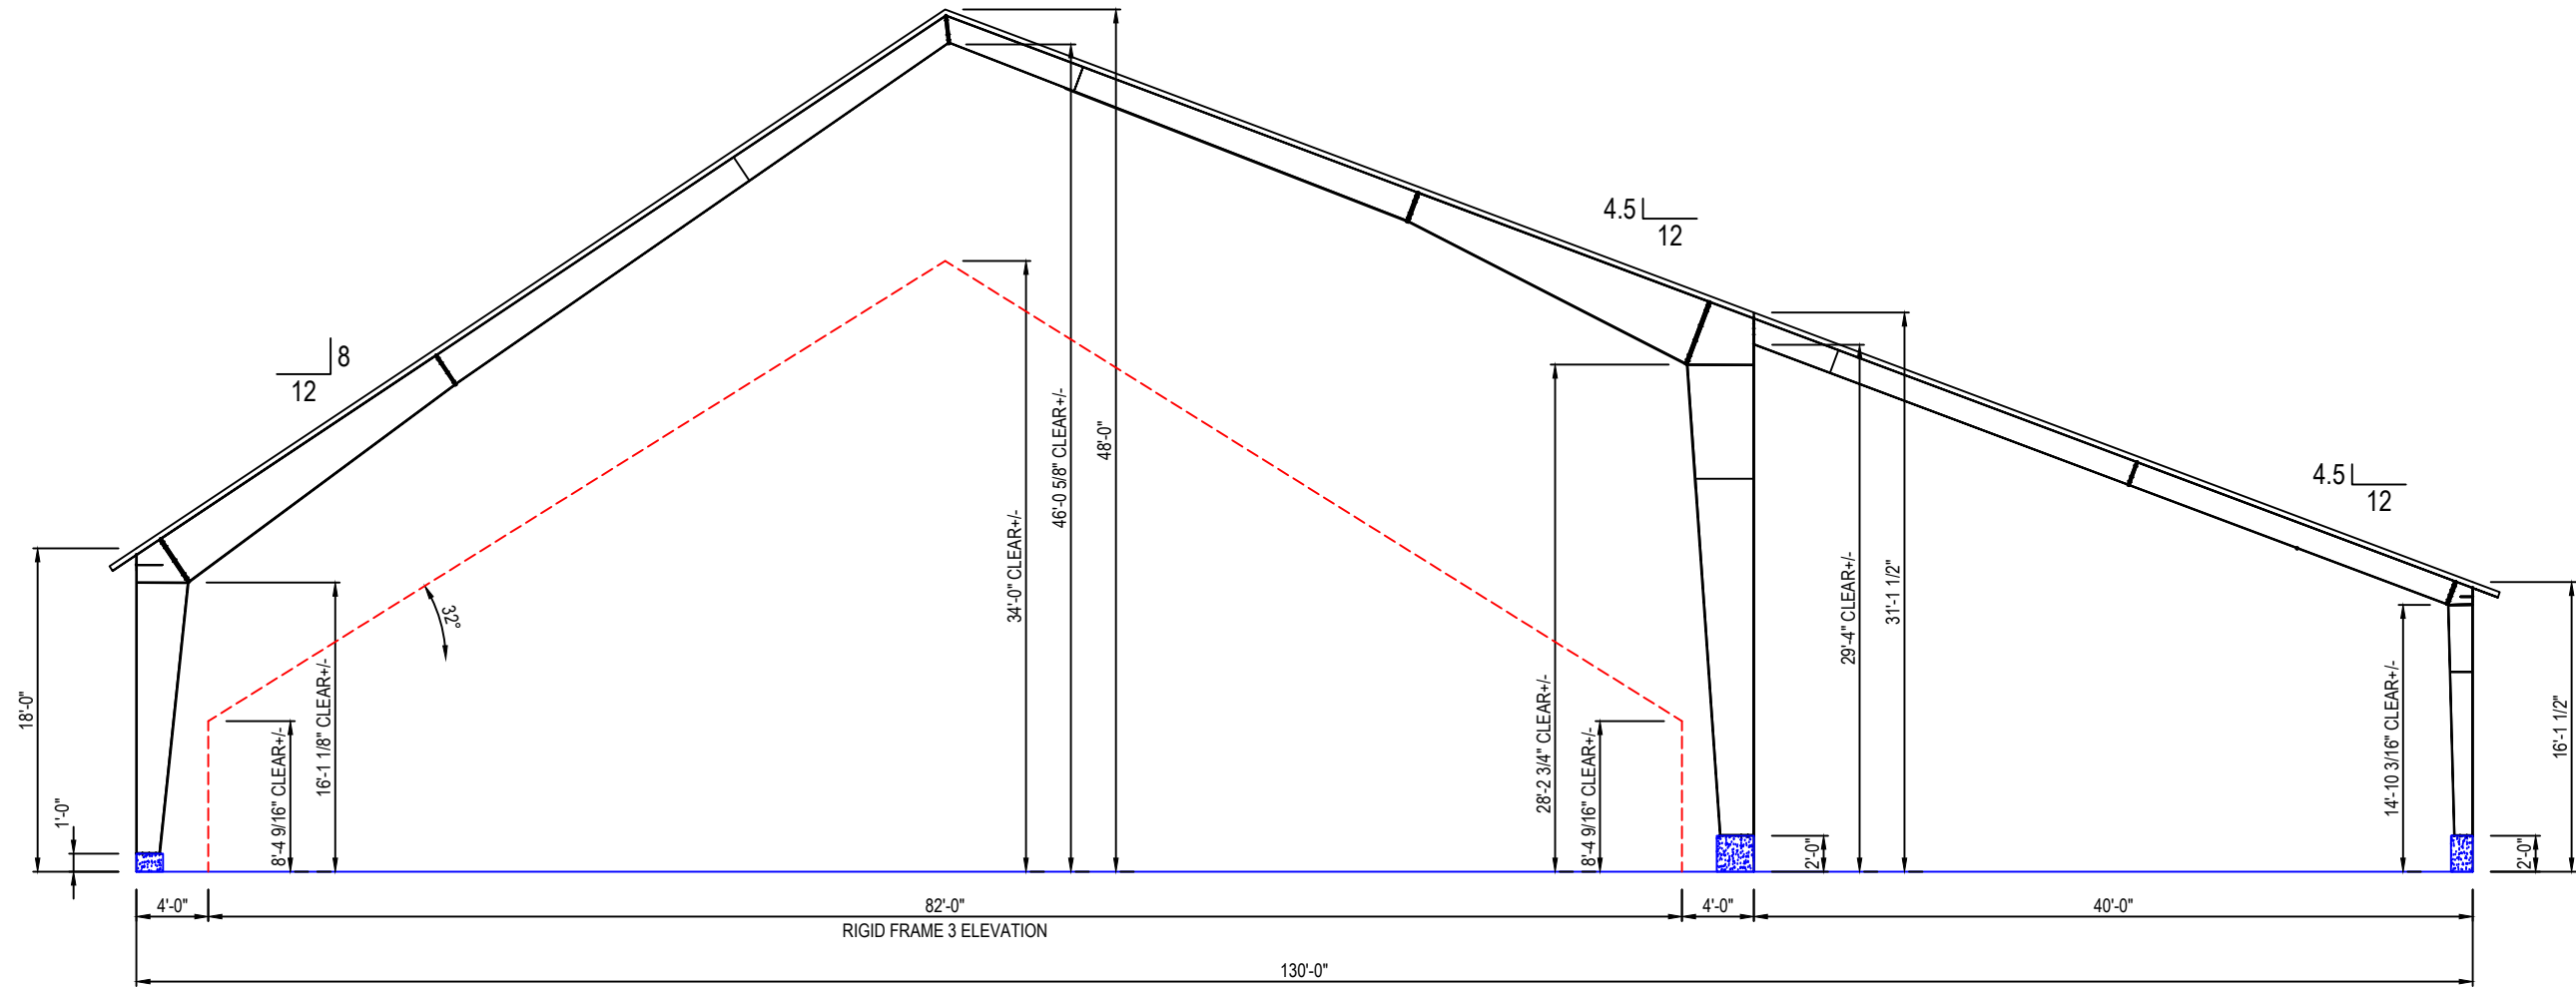 4.5
12
8
12
4.5
12
32°
18'-0"
1'-0"
8'-4 9/16" CLEAR+/-
16'-1 1/8" CLEAR+/-
34'-0" CLEAR+/-
46'-0 5/8" CLEAR+/-
48'-0"
28'-2 3/4" CLEAR+/-
8'-4 9/16" CLEAR+/-
2'-0"
29'-4" CLEAR+/-
31'-1 1/2"
14'-10 3/16" CLEAR+/-
2'-0"
16'-1 1/2"
4'-0"
82'-0"
4'-0"
40'-0"
RIGID FRAME 3 ELEVATION
130'-0"